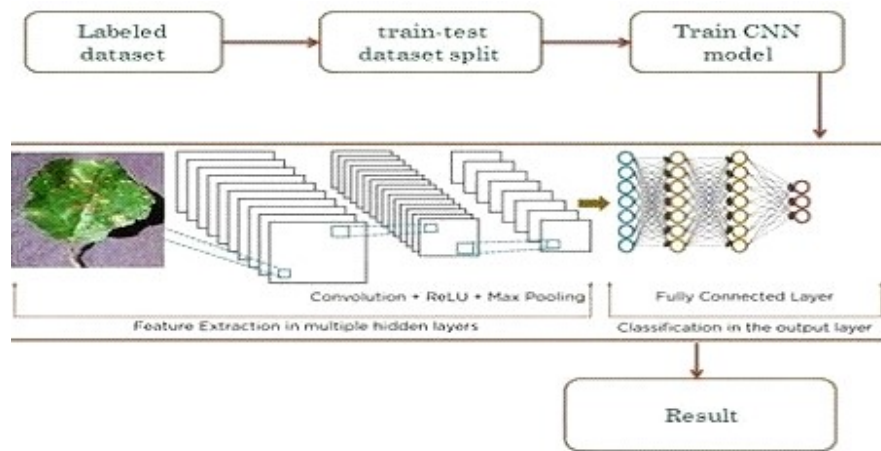 Labeled
dataset
train-test
dataset split
Train CNN
model
Convolution + ReLU + Max Pooling
Fully Connected Layer
Feature Extraction in multiple hidden layers
Classification in the output layer
Result